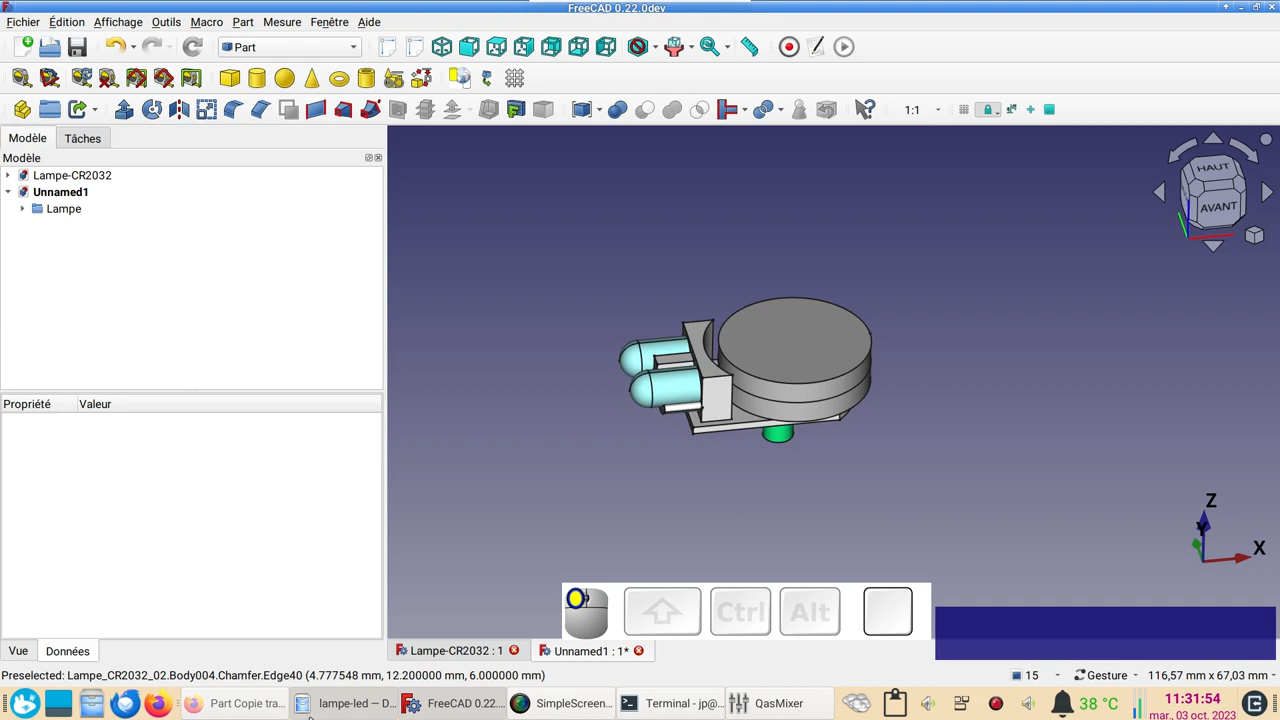 FreeCAD 0.22.0dev
Fichier Édition Affichage Outils Macro Part Mesure Fenêtre Aide
Part
1:1
Modèle Tâches
Modèle
Lampe-CR2032
Unnamed1
Lampe
HAUT
AVANT
Propriété Valeur
Z
Y
X
Ctrl Alt
Vue Données
Lampe-CR2032 : 1
Unnamed1 : 1*
Preselected: Lampe_CR2032_02.Body004.Chamfer.Edge40 (4.777548 mm, 12.200000 mm, 6.000000 mm)
15 Gesture 116,57 mm x 67,03 mm
Part Copie tra...
lampe-led — D...
FreeCAD 0.22....
SimpleScreen...
Terminal - jp@...
QasMixer
38 °C
11:31:54
mar., 03 oct. 2023